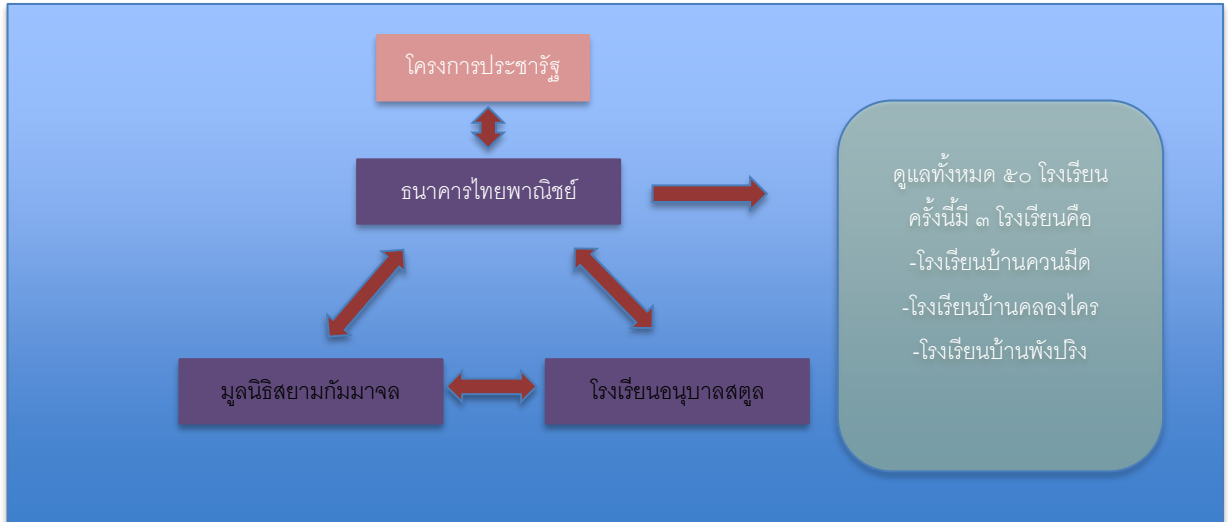 โครงการประชารัฐ
ธนาคารไทยพาณิชย์
มูลนิธิสยามกัมมาจล
โรงเรียนอนุบาลสตูล
ดูแลทั้งหมด ๕๐ โรงเรียน
ครั้งนี้มี ๓ โรงเรียนคือ
-โรงเรียนบ้านควนมีด
-โรงเรียนบ้านคลองไคร
-โรงเรียนบ้านพังปริง